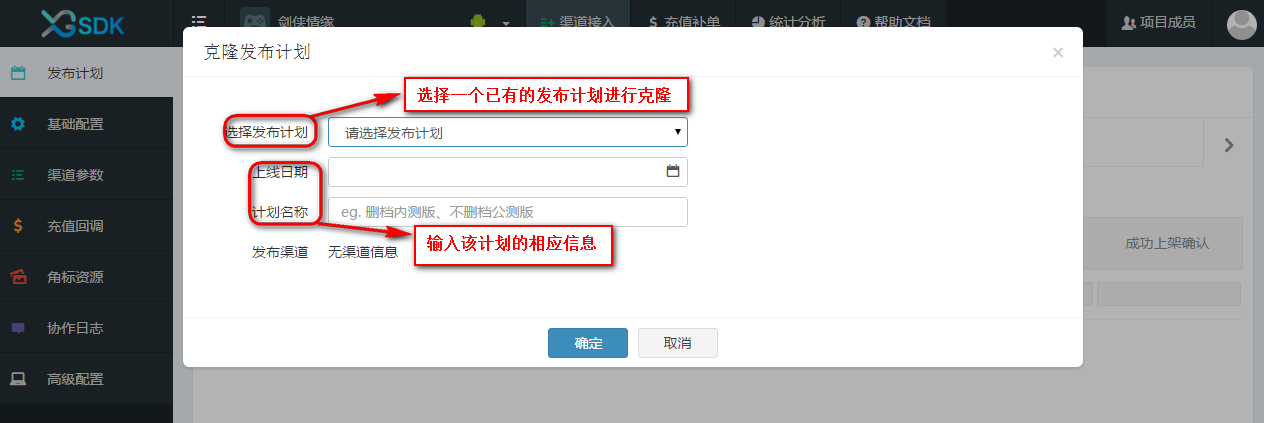 XGSDK
剑侠情缘
渠道接入
$ 充值补单
统计分析
帮助文档
项目成员
克隆发布计划
×
发布计划
基础配置
渠道参数
充值回调
角标资源
协作日志
高级配置
选择一个已有的发布计划进行克隆
选择发布计划
请选择发布计划
上线日期
计划名称
eg. 删档内测版、不删档公测版
输入该计划的相应信息
发布渠道
无渠道信息
成功上架确认
确定
取消